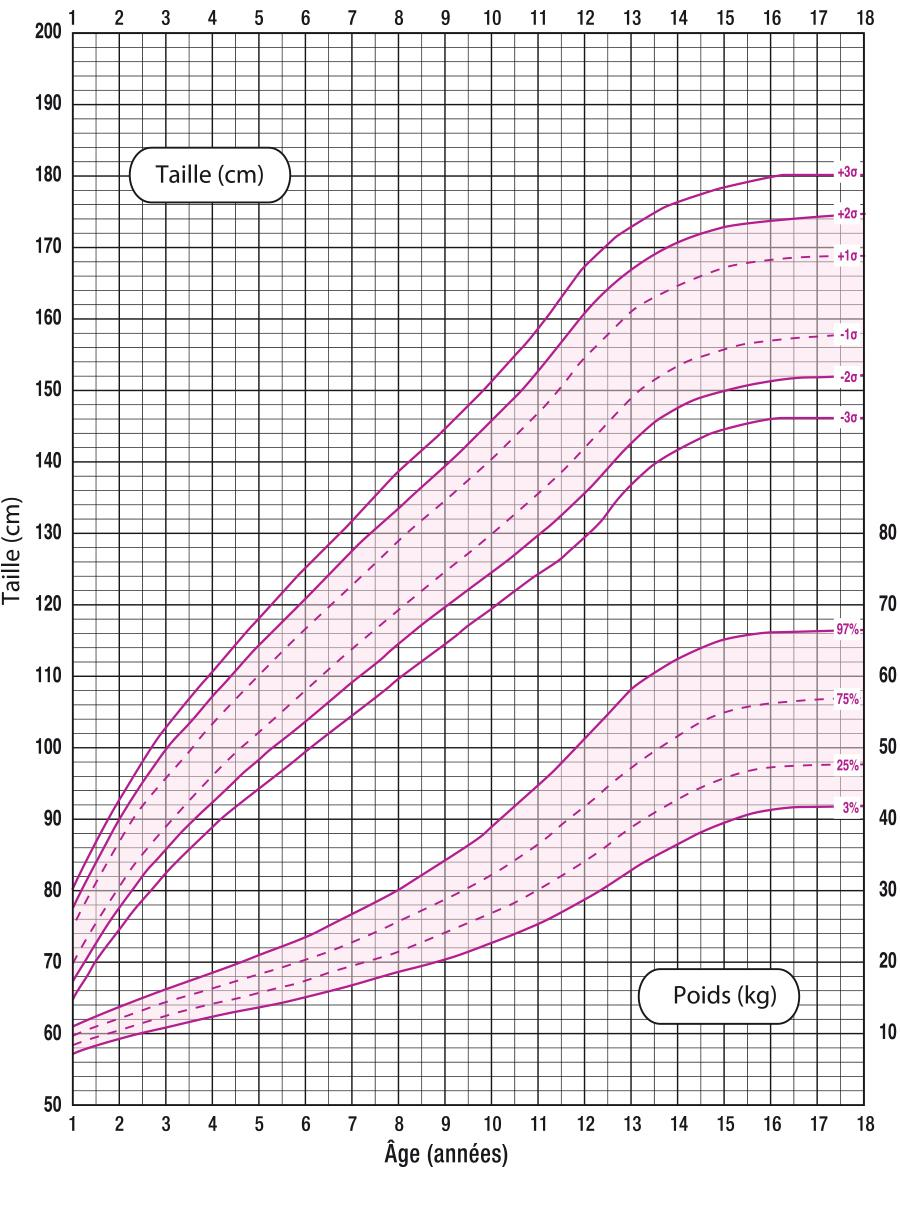 1 2 3 4 5 6 7 8 9 10 11 12 13 14 15 16 17 18
200
190
Taille (cm)
180
+3σ
+2σ
170
+1σ
160
-1σ
150
-2σ
-3σ
140
Taille (cm)
130 80
120 70
97%
110 60
75%
100 50
25%
90 40
3%
80 30
70 20
Poids (kg)
60 10
50
1 2 3 4 5 6 7 8 9 10 11 12 13 14 15 16 17 18
Âge (années)